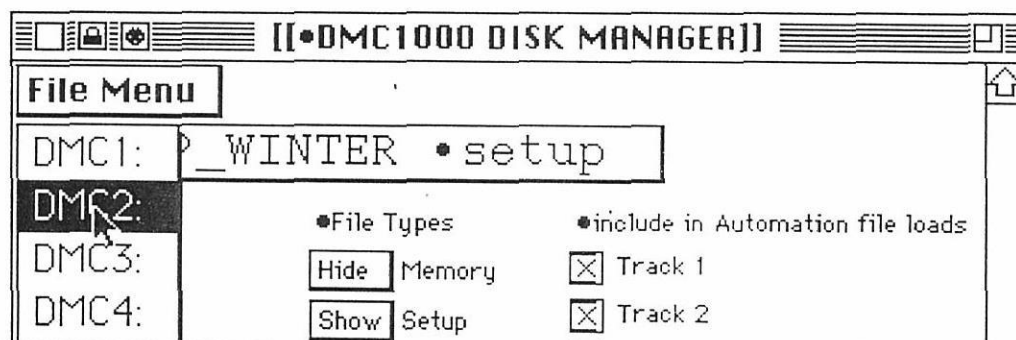 [[•DMC1000 DISK MANAGER]]
File Menu
DMC1: _WINTER •setup
DMC2:
•File Types •include in Automation file loads
DMC3: Hide Memory Track 1
DMC4: Show Setup Track 2